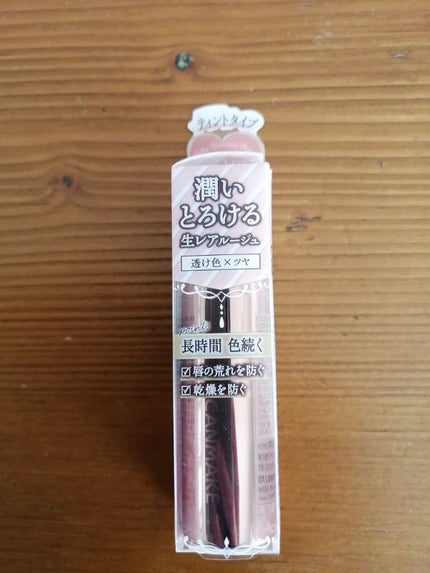 ティントタイプ
潤い
とろける
生レアルージュ
透け色×ツヤ
長時間 色続く
☑唇の荒れを防ぐ
☑乾燥を防ぐ
CANMAKE